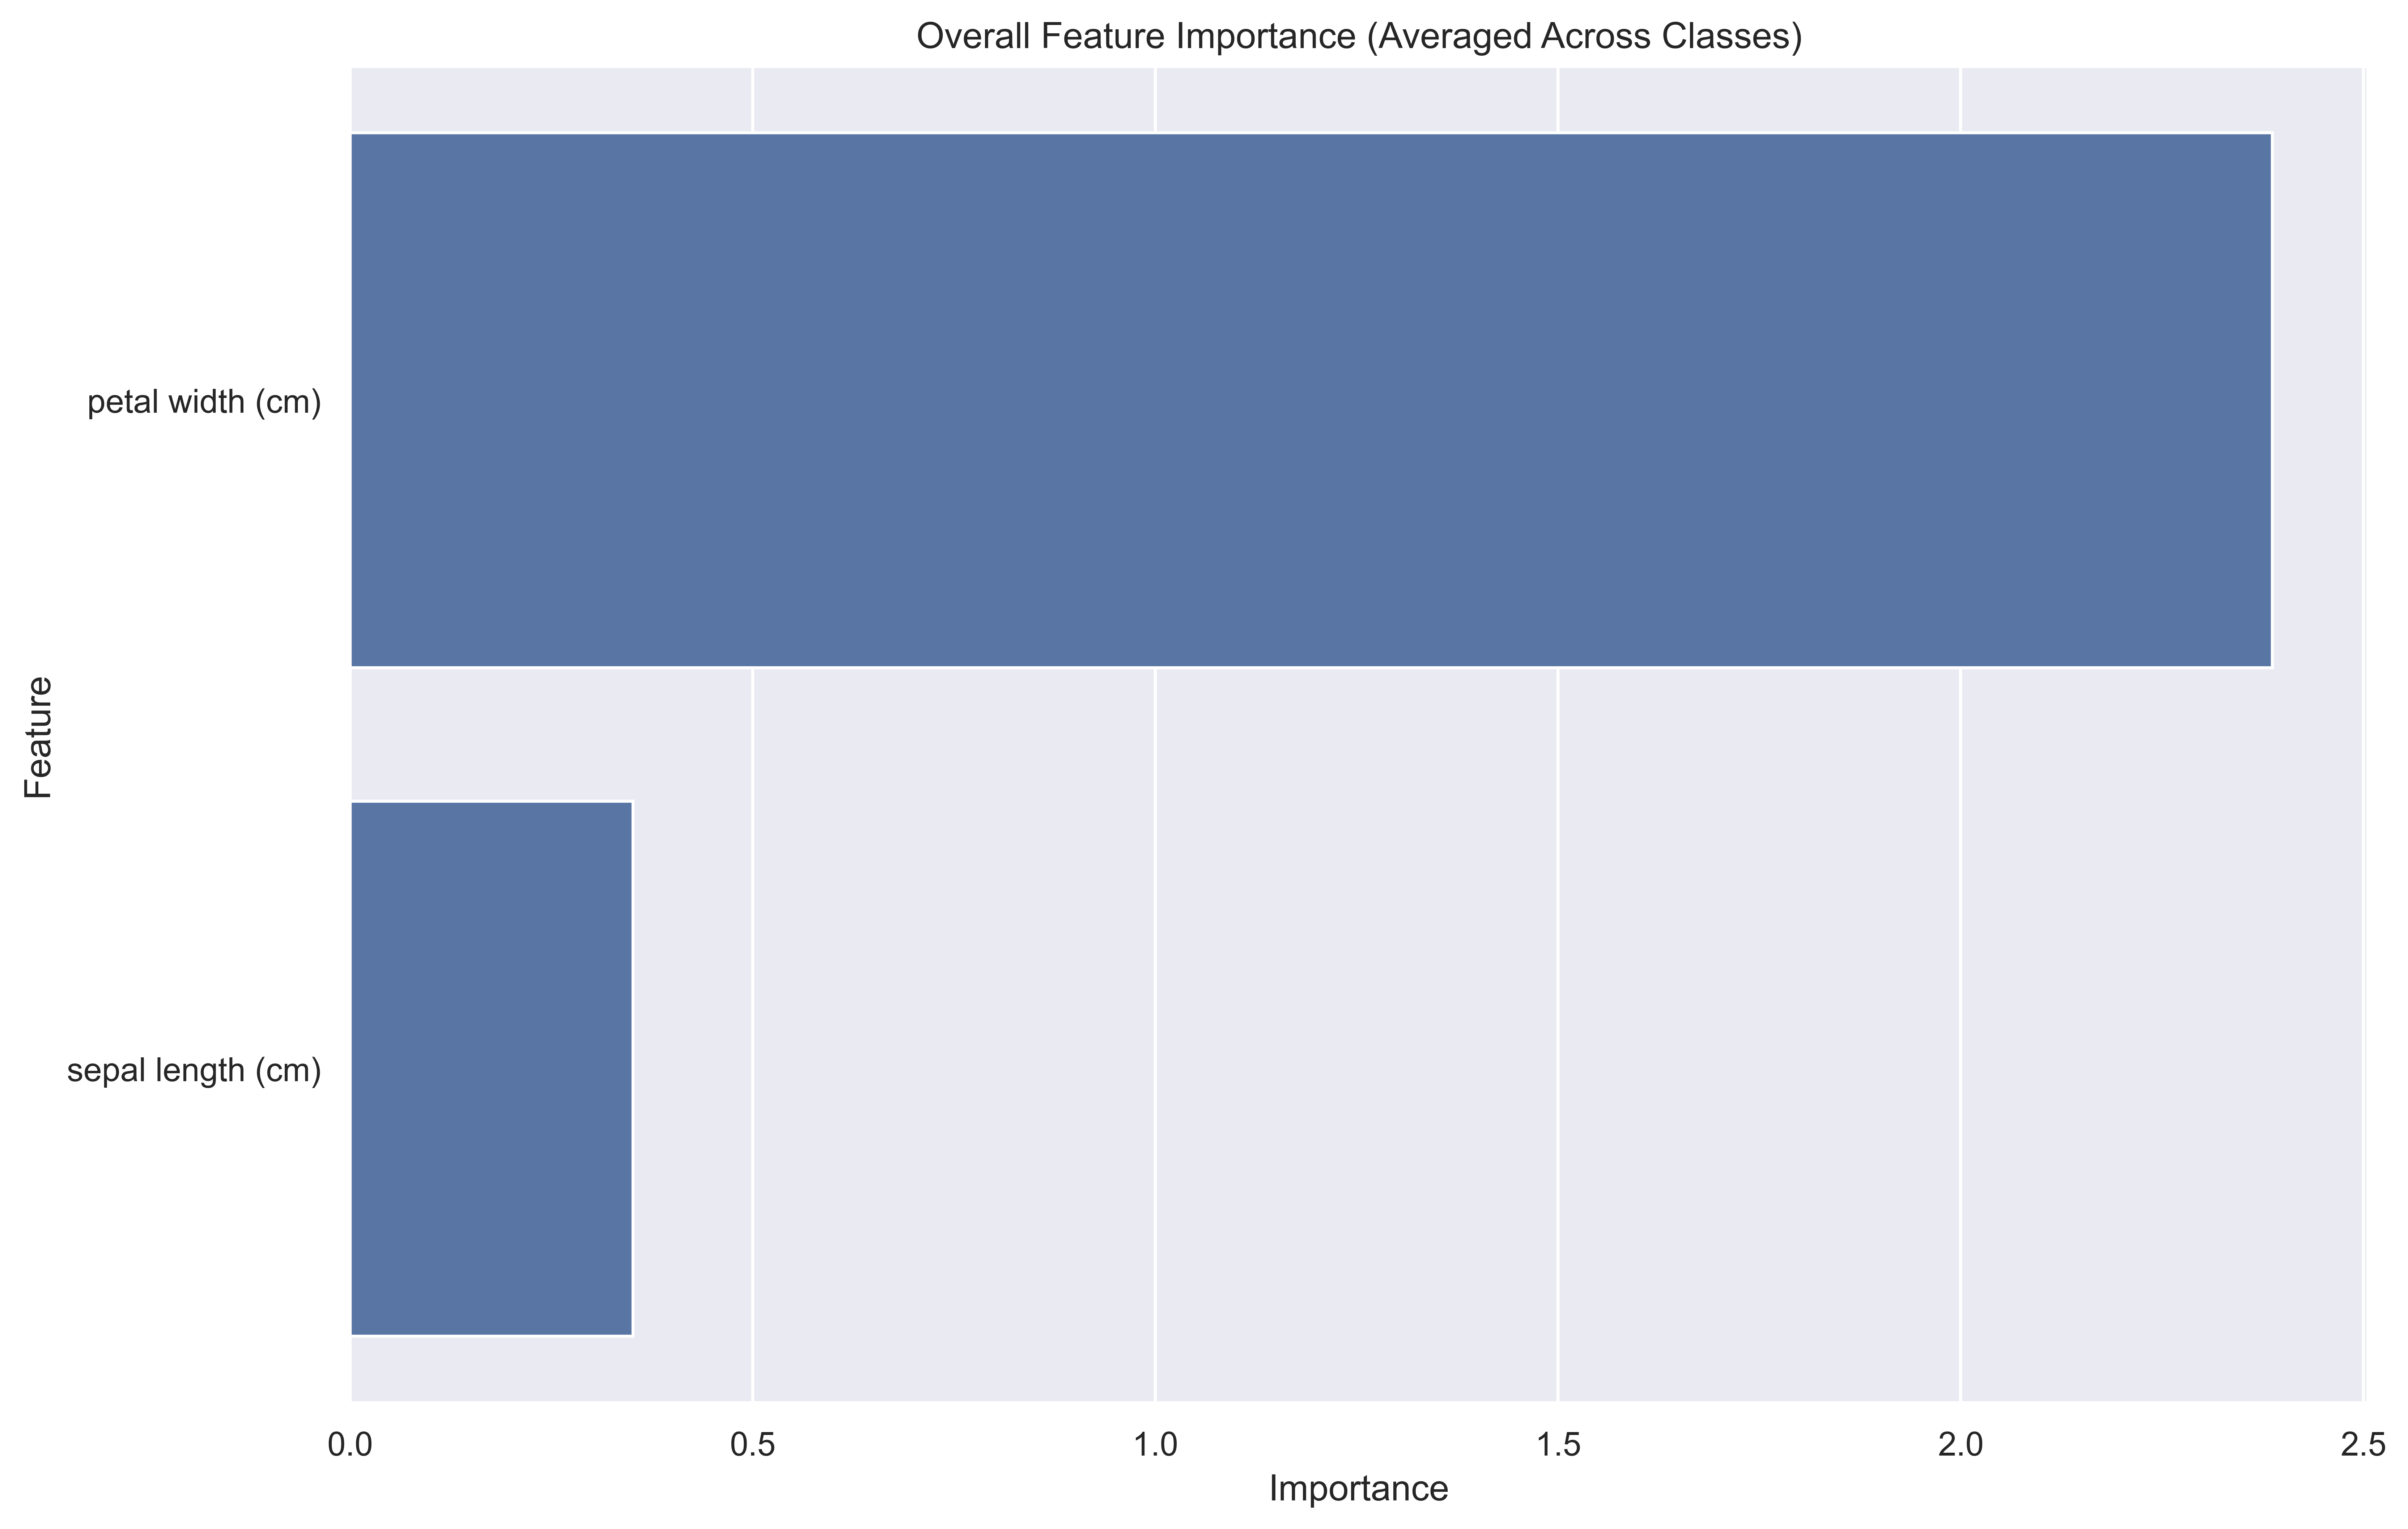 Overall Feature Importance (Averaged Across Classes)
petal width (cm)
Feature
sepal length (cm)
0.0 0.5 1.0 1.5 2.0 2.5
Importance